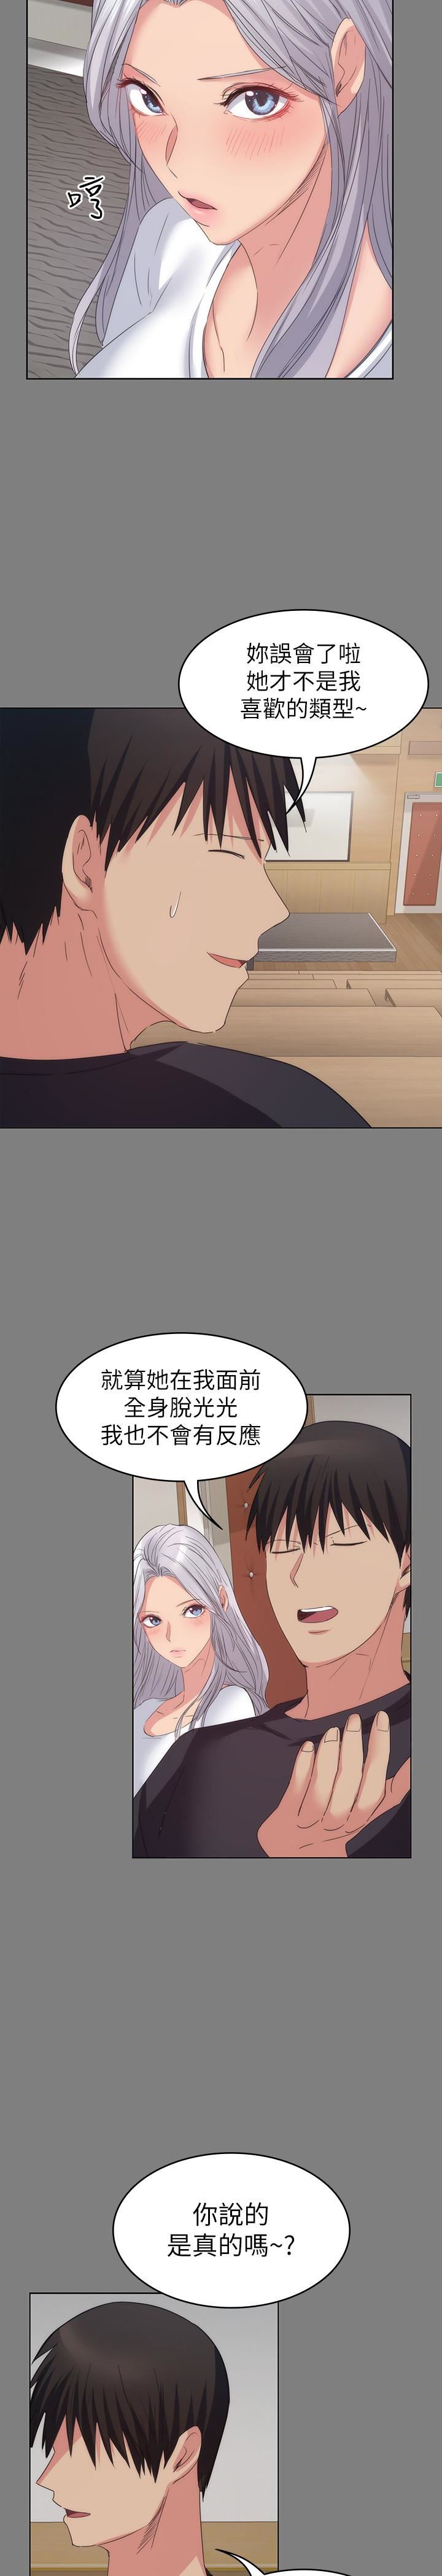 哼
妳誤會了啦
她才不是我
喜歡的類型~
就算她在我面前
全身脫光光
我也不會有反應
你說的
是真的嗎~?